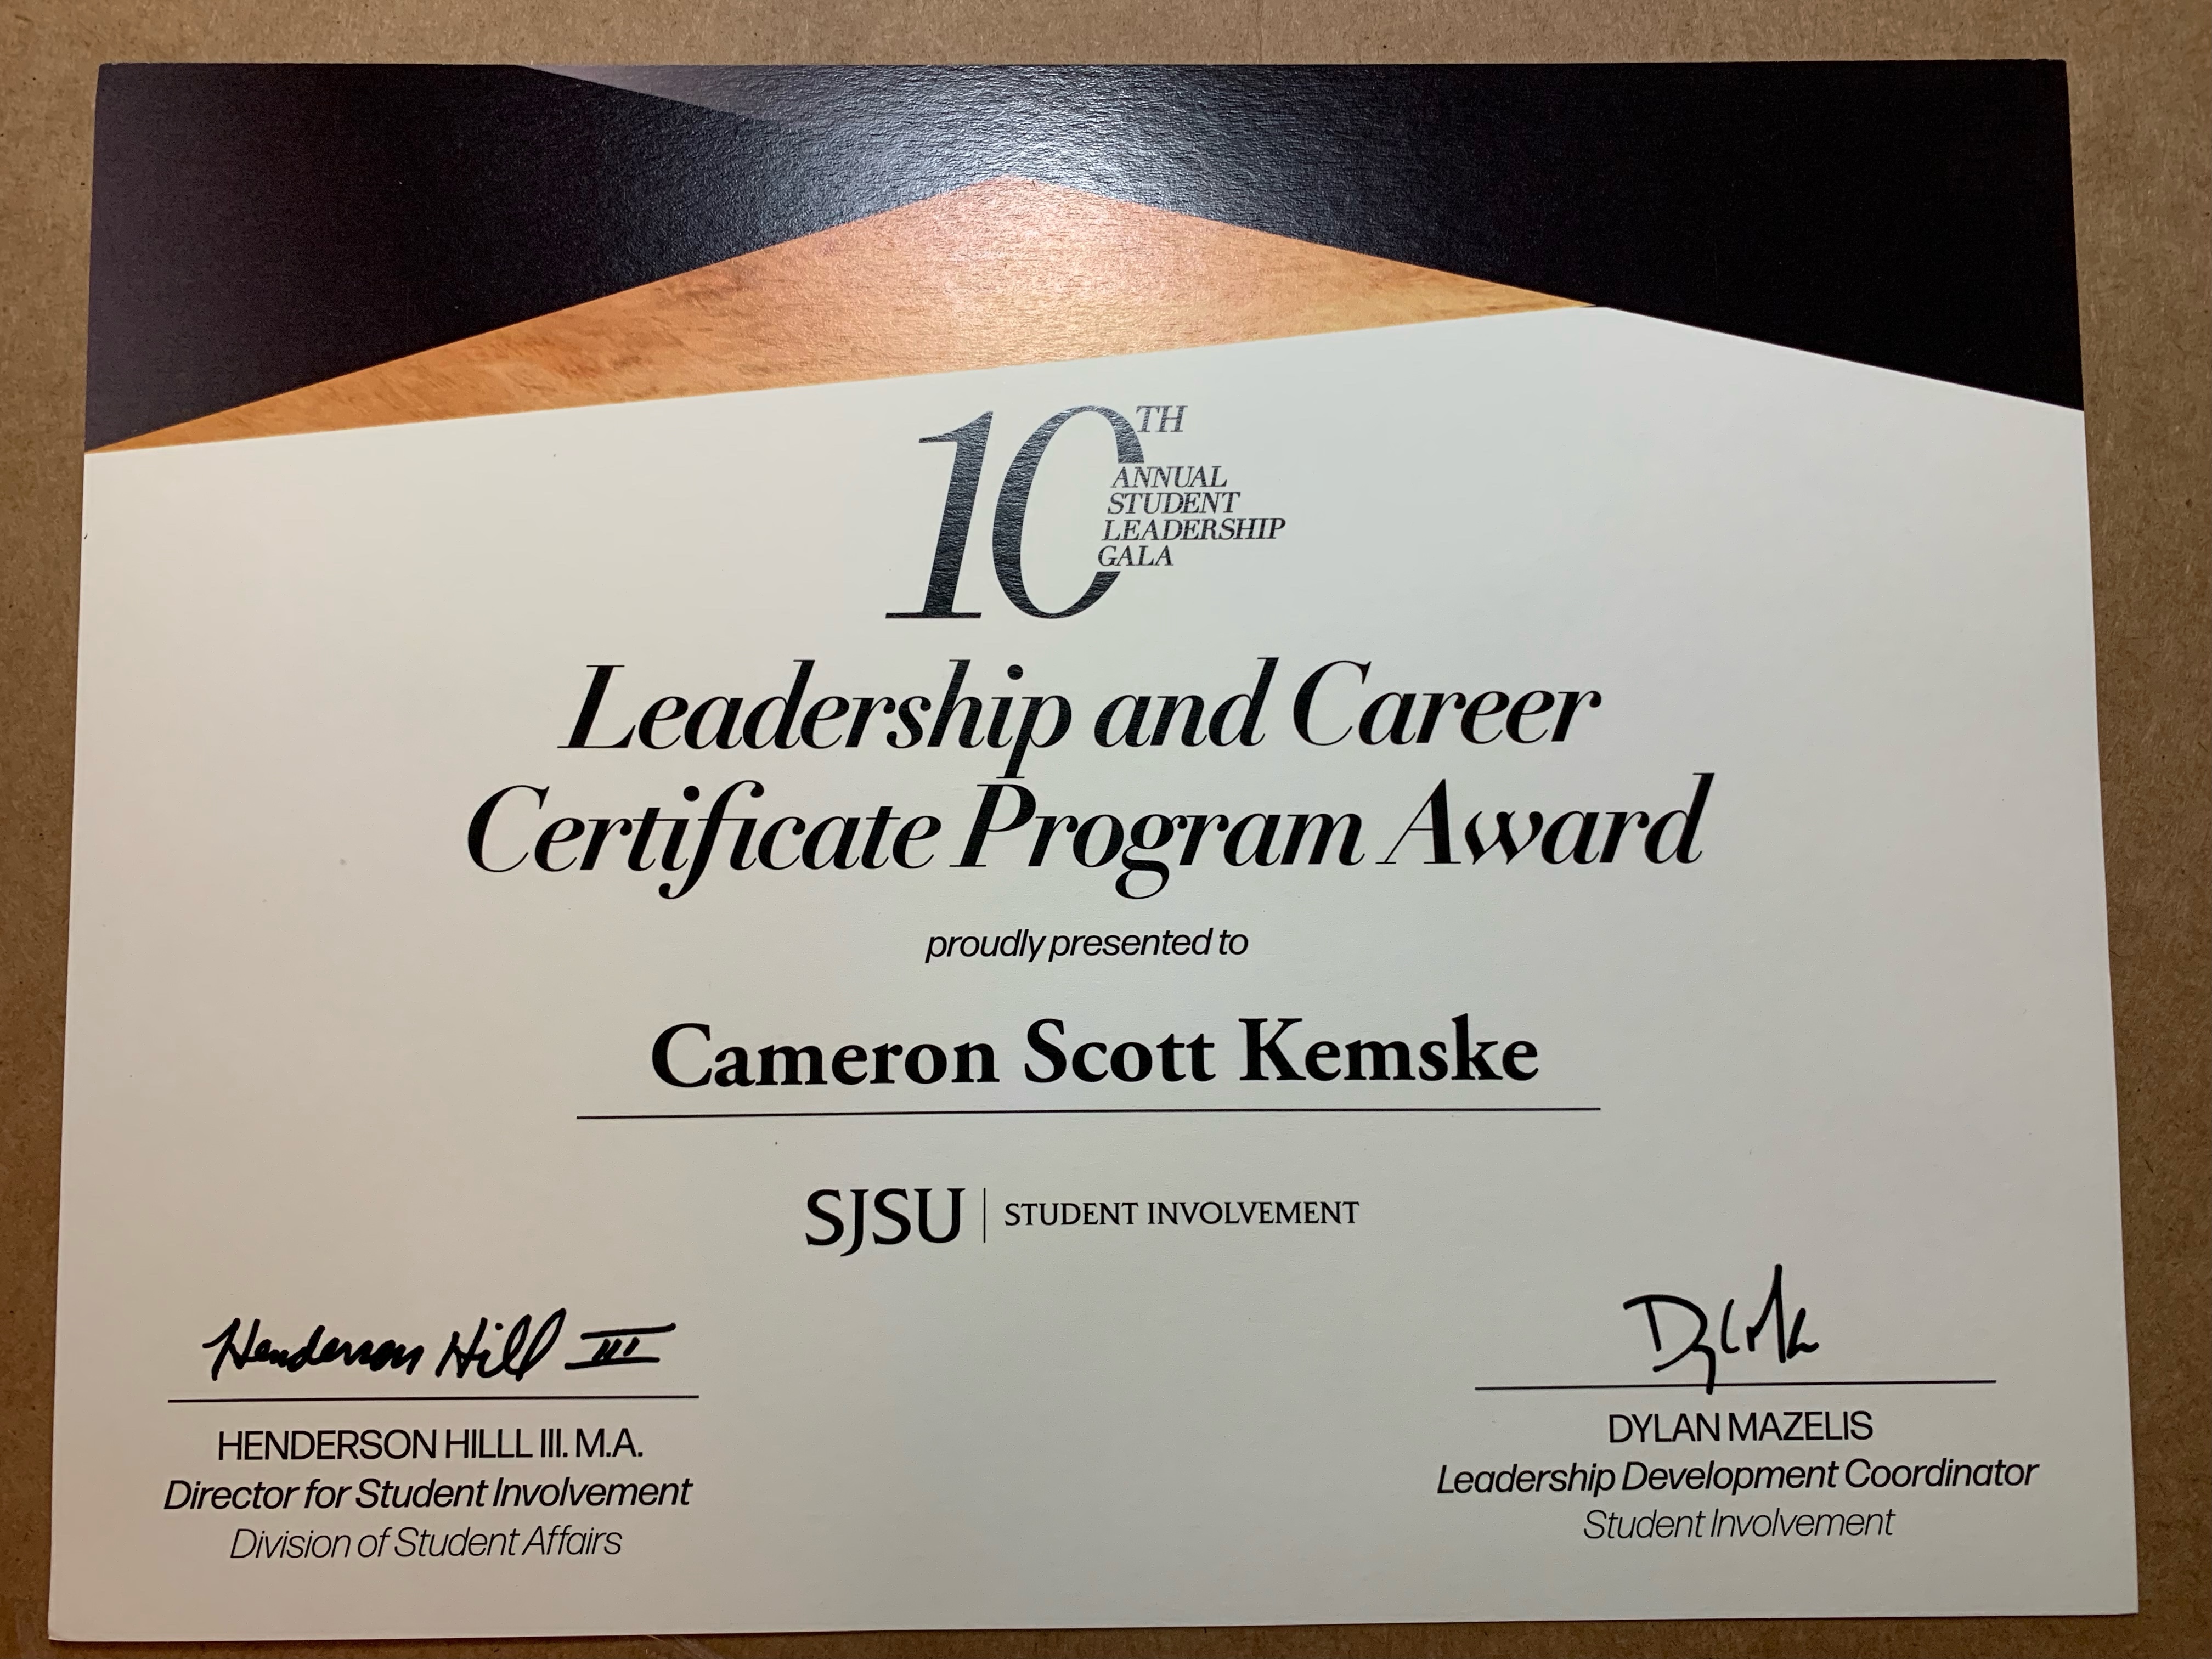 10TH
ANNUAL
STUDENT
LEADERSHIP
GALA
Leadership and Career
Certificate Program Award
proudly presented to
Cameron Scott Kemske
SJSU | STUDENT INVOLVEMENT
Henderson Hill III
HENDERSON HILLL III. M.A.
Director for Student Involvement
Division of Student Affairs
DYLAN MAZELIS
Leadership Development Coordinator
Student Involvement